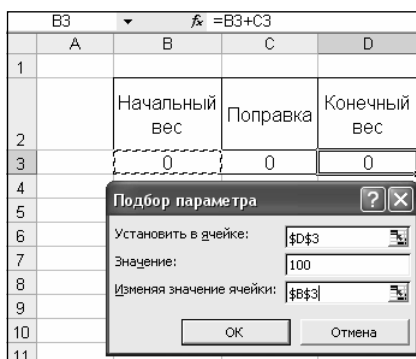 B3 fx =B3+C3
A B C D
1
2 Начальный вес Поправка Конечный вес
3 0 0 0
4
5
6
7
8
9
10
11
Подбор параметра
Установить в ячейке: $D$3
Значение: 100
Изменяя значение ячейки: $B$3
ОК Отмена